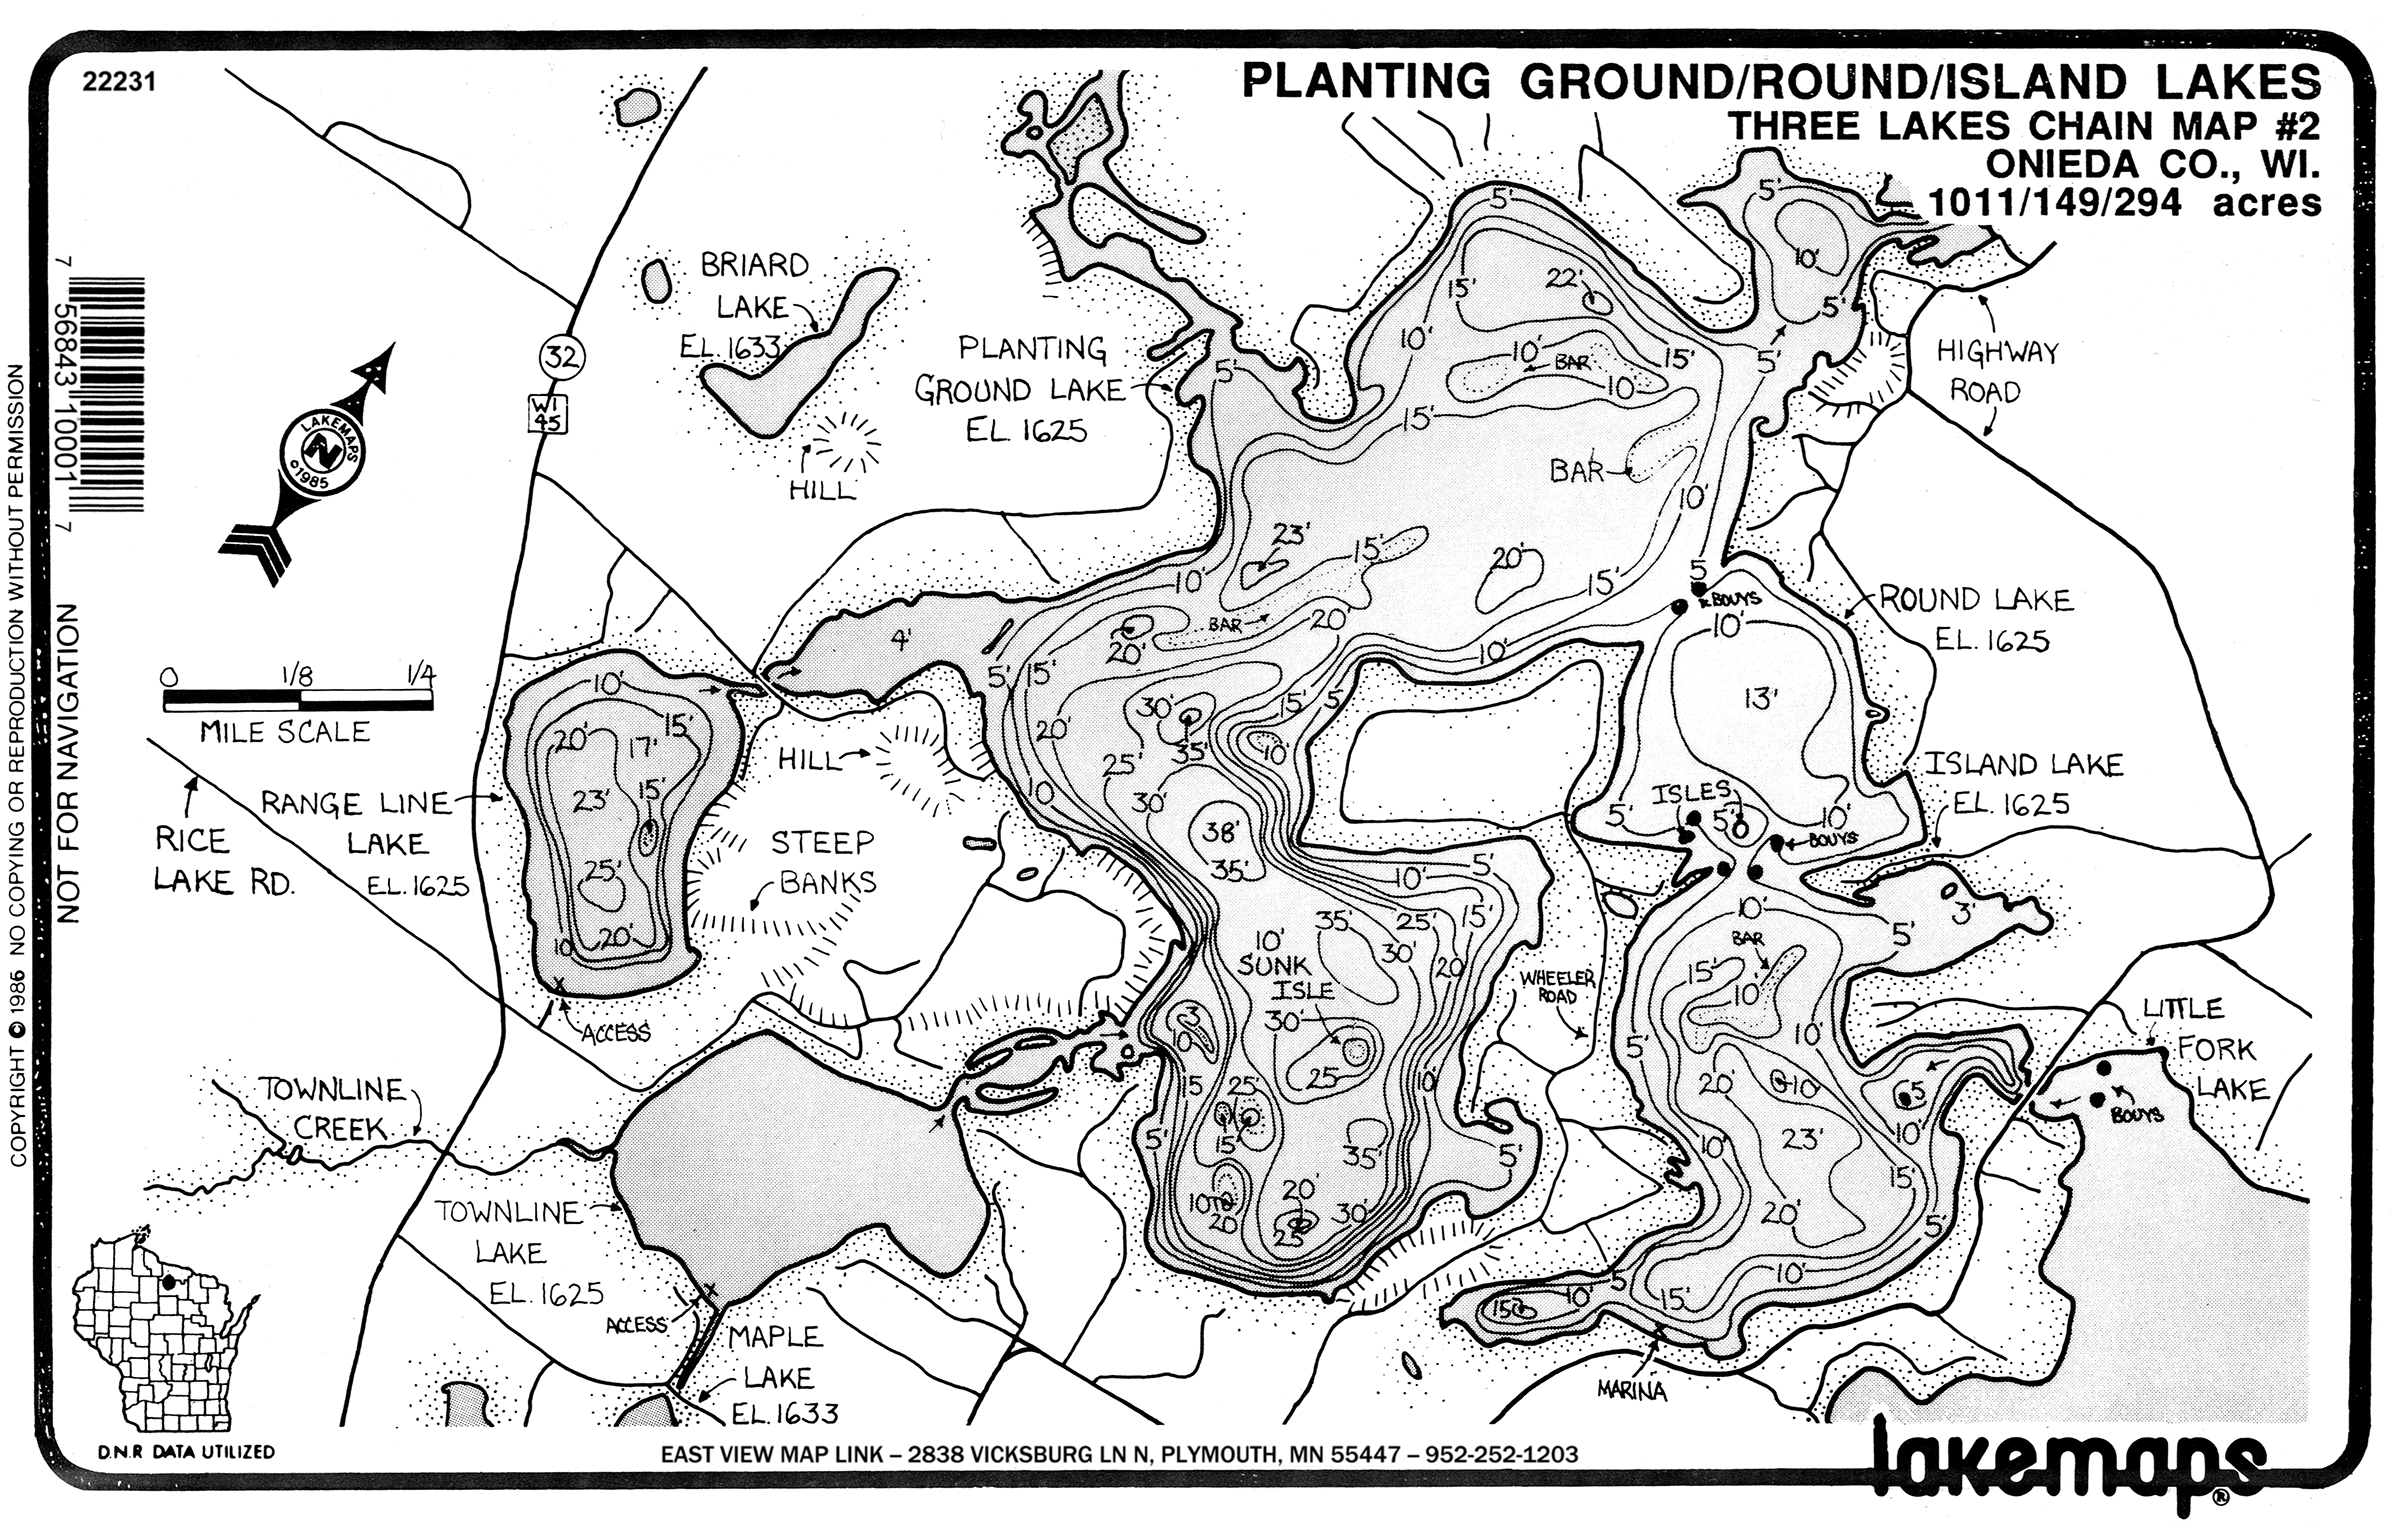 22231
PLANTING GROUND/ROUND/ISLAND LAKES
THREE LAKES CHAIN MAP #2
ONIEDA CO., WI.
1011/149/294 acres
COPYRIGHT © 1986 NO COPYING OR REPRODUCTION WITHOUT PERMISSION
NOT FOR NAVIGATION
7 56843 10001 7
LAKEMAPS
N
©1985
0 1/8 1/4
MILE SCALE
32
WI
45
BRIARD
LAKE
EL. 1633
HILL
PLANTING
GROUND LAKE
EL. 1625
5'
22'
15'
10'
10'
BAR
10'
15'
15'
5'
5'
10'
5'
5'
HIGHWAY
ROAD
BAR
10'
23'
15'
20'
15'
10'
BAR
20'
20'
4'
5'
15'
10'
5
BOUYS
10'
ROUND LAKE
EL. 1625
13'
ISLES
5'
5'
10'
BOUYS
ISLAND LAKE
EL. 1625
RICE
LAKE RD.
RANGE LINE
LAKE
EL. 1625
10'
15'
20'
17'
15'
23'
25'
10
20'
X
ACCESS
HILL
STEEP
BANKS
20'
30'
35'
25'
10
30'
38'
35'
15'
5'
10'
5'
10'
15'
25'
35'
30'
20'
10'
SUNK
ISLE
30'
25'
10'
3
0
15
25'
15'
5'
10
20'
20'
25'
30'
35'
5'
WHEELER
ROAD
10'
BAR
15'
10'
10'
5'
3'
5'
20'
10'
23'
5
10'
15'
10'
20'
5'
10'
15'
5'
10'
15
MARINA
LITTLE
FORK
LAKE
BOUYS
TOWNLINE
CREEK
TOWNLINE
LAKE
EL. 1625
X
ACCESS
MAPLE
LAKE
EL. 1633
D.N.R DATA UTILIZED
EAST VIEW MAP LINK – 2838 VICKSBURG LN N, PLYMOUTH, MN 55447 – 952-252-1203
lakemaps®